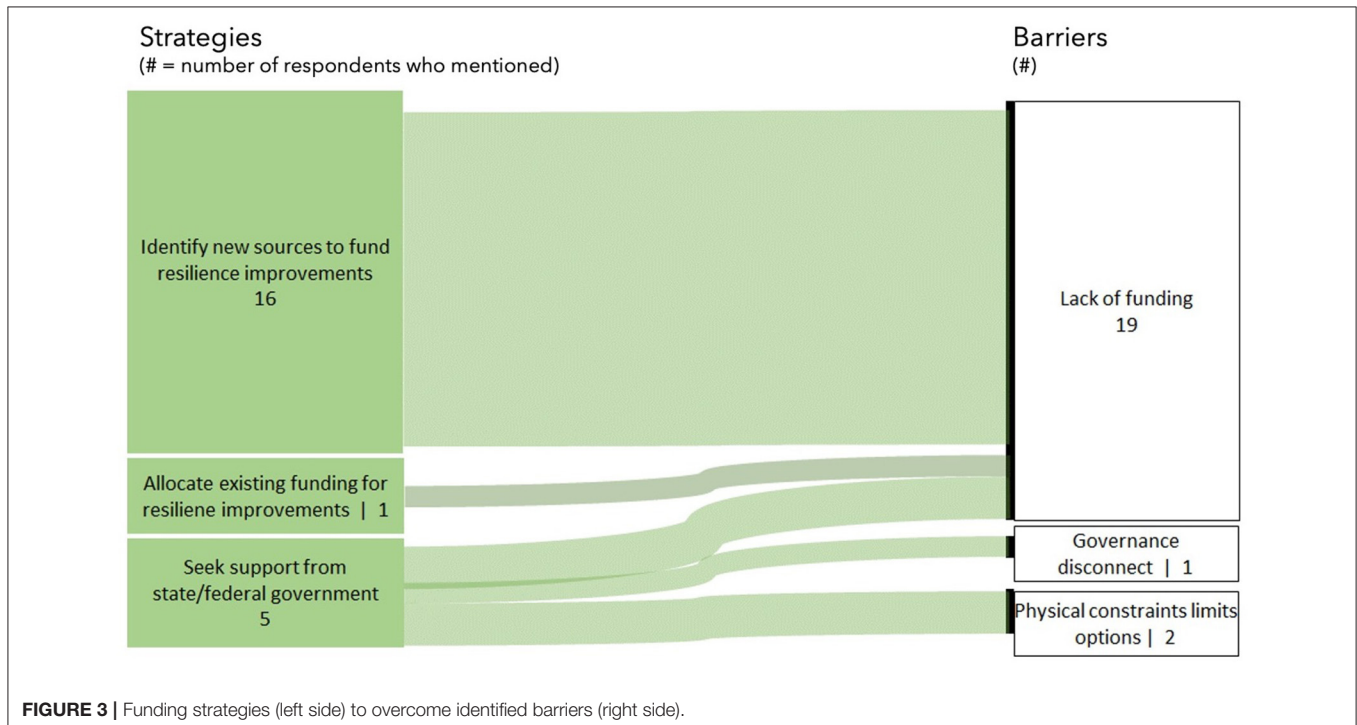 Strategies
(# = number of respondents who mentioned)
Barriers
(#)
Identify new sources to fund
resilience improvements
16
Allocate existing funding for
resiliene improvements | 1
Seek support from
state/federal government
5
Lack of funding
19
Governance
disconnect | 1
Physical constraints limits
options | 2
FIGURE 3 | Funding strategies (left side) to overcome identified barriers (right side).